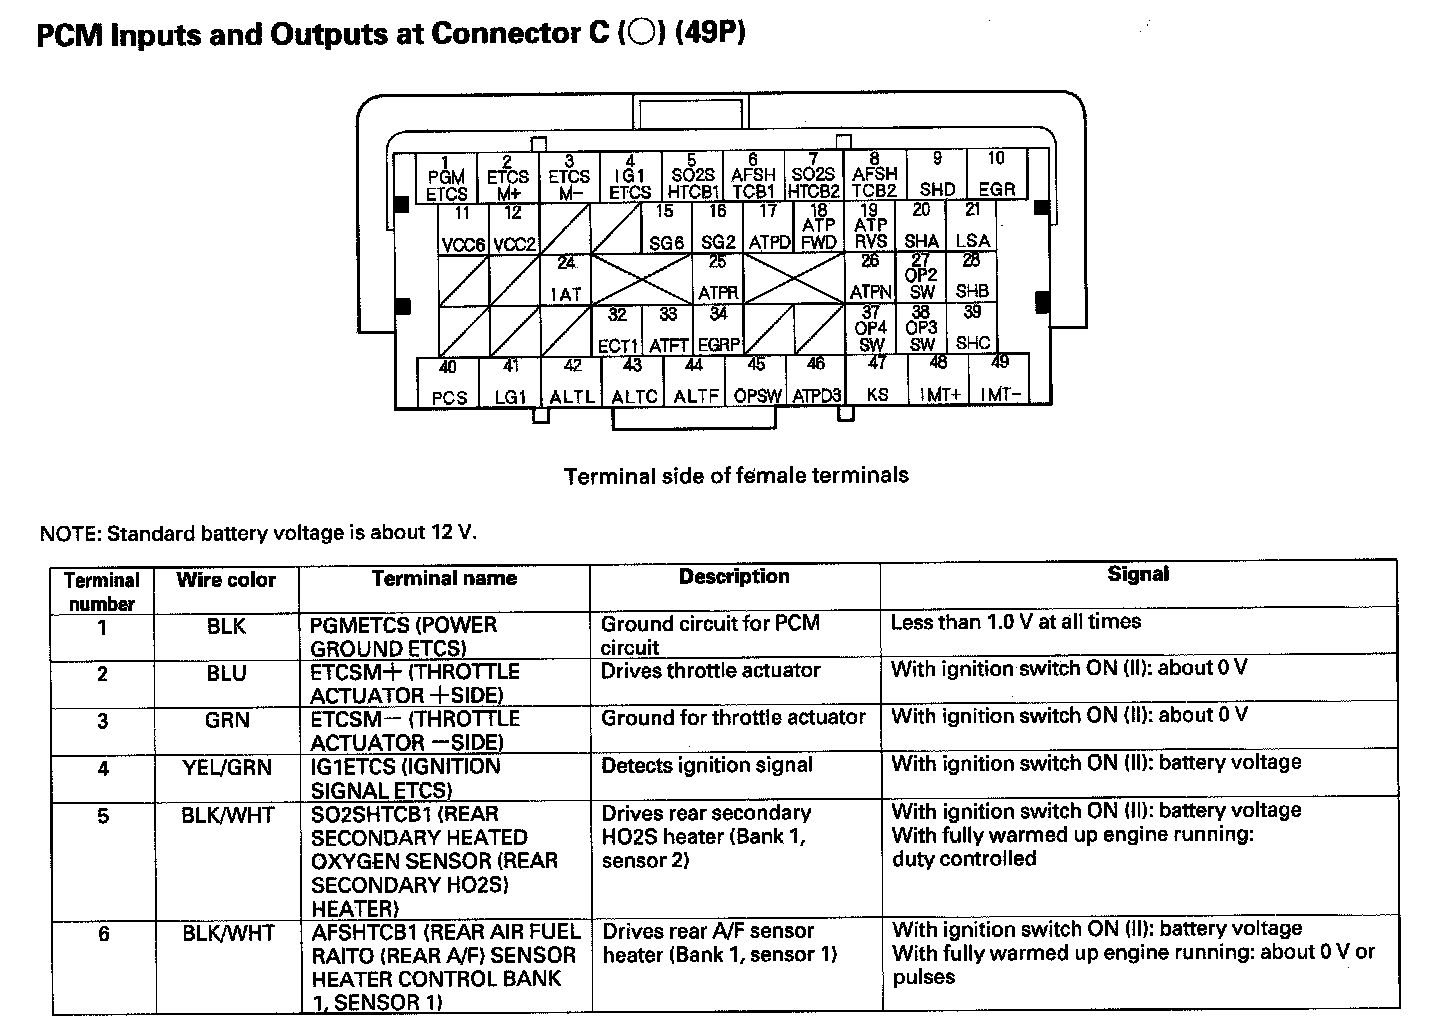 PCM Inputs and Outputs at Connector C (○) (49P)
1 2 3 4 5 6 7 8 9 10
PGM ETCS ETCS IG1 SO2S AFSH SO2S AFSH
ETCS M+ M− ETCS HTCB1 TCB1 HTCB2 TCB2 SHD EGR
11 12 15 16 17 18 19 20 21
ATP ATP
VCC6 VCC2 SG6 SG2 ATPD FWD RVS SHA LSA
24 25 26 27 28
OP2
IAT ATPR ATPN SW SHB
32 33 34 37 38 39
OP4 OP3
ECT1 ATFT EGRP SW SW SHC
40 41 42 43 44 45 46 47 48 49
PCS LG1 ALTL ALTC ALTF OPSW ATPD3 KS IMT+ IMT−
Terminal side of female terminals
NOTE: Standard battery voltage is about 12 V.
Terminal number Wire color Terminal name Description Signal
1 BLK PGMETCS (POWER Ground circuit for PCM Less than 1.0 V at all times
GROUND ETCS) circuit
2 BLU ETCSM+ (THROTTLE Drives throttle actuator With ignition switch ON (II): about 0 V
ACTUATOR +SIDE)
3 GRN ETCSM− (THROTTLE Ground for throttle actuator With ignition switch ON (II): about 0 V
ACTUATOR −SIDE)
4 YEL/GRN IG1ETCS (IGNITION Detects ignition signal With ignition switch ON (II): battery voltage
SIGNAL ETCS)
5 BLK/WHT SO2SHTCB1 (REAR Drives rear secondary With ignition switch ON (II): battery voltage
SECONDARY HEATED HO2S heater (Bank 1, With fully warmed up engine running:
OXYGEN SENSOR (REAR sensor 2) duty controlled
SECONDARY HO2S)
HEATER)
6 BLK/WHT AFSHTCB1 (REAR AIR FUEL Drives rear A/F sensor With ignition switch ON (II): battery voltage
RAITO (REAR A/F) SENSOR heater (Bank 1, sensor 1) With fully warmed up engine running: about 0 V or
HEATER CONTROL BANK pulses
1, SENSOR 1)